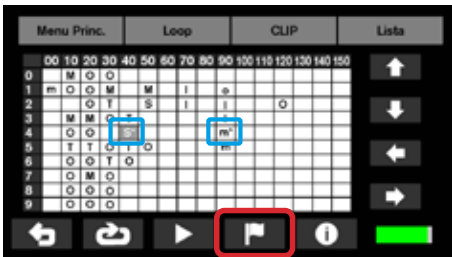 Menu Princ. Loop CLIP Lista
00 10 20 30 40 50 60 70 80 90 100 110 120 130 140 150
0 M O O
1 m O O M M I e
2 O T S I I O
3 M M O T
4 O O m*
5 T T O T O m
6 O O T O
7 O M O
8 O O O
9 O O O